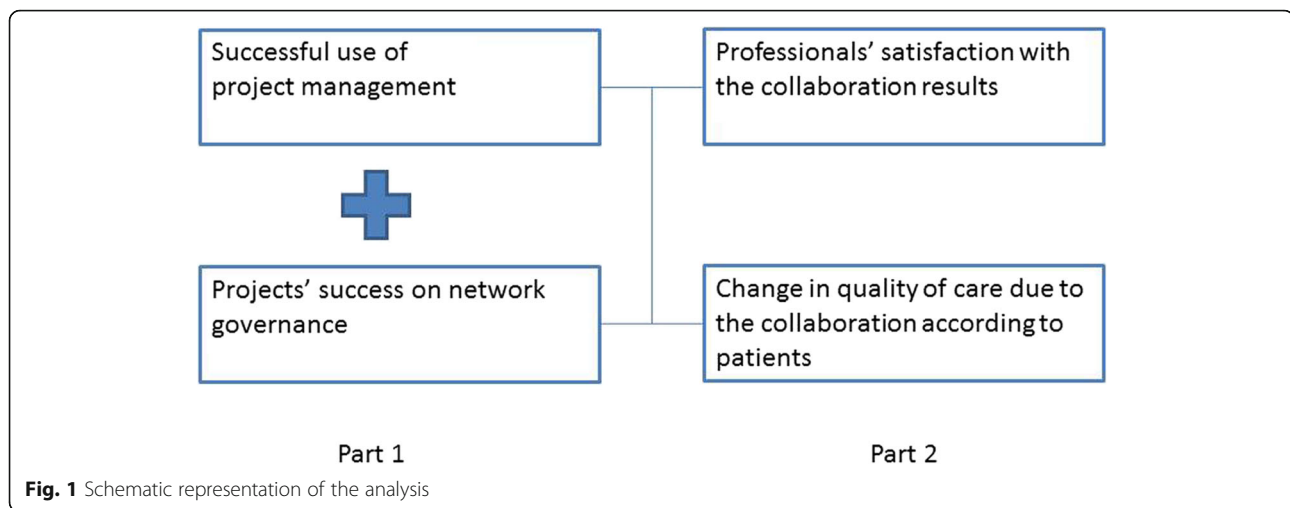 Successful use of
project management
Professionals' satisfaction with
the collaboration results
Projects' success on network
governance
Change in quality of care due to
the collaboration according to
patients
Part 1
Part 2
Fig. 1 Schematic representation of the analysis